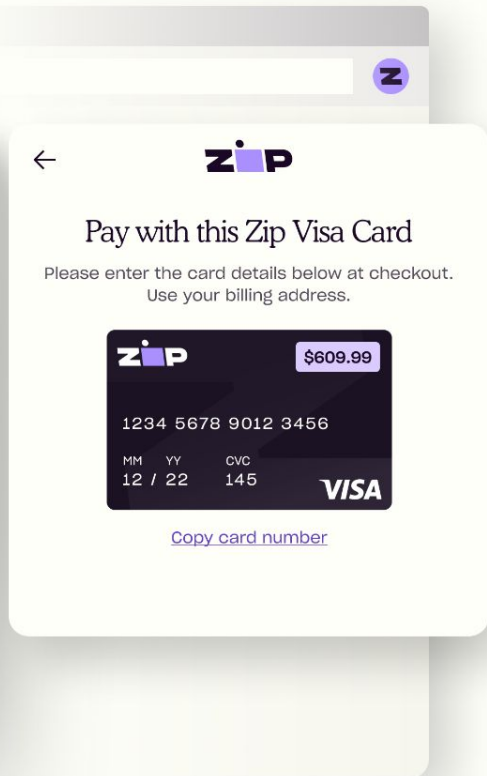 Z
ZIP
Pay with this Zip Visa Card
Please enter the card details below at checkout.
Use your billing address.
ZIP
$609.99
1234 5678 9012 3456
MM YY CVC
12 / 22 145
VISA
Copy card number